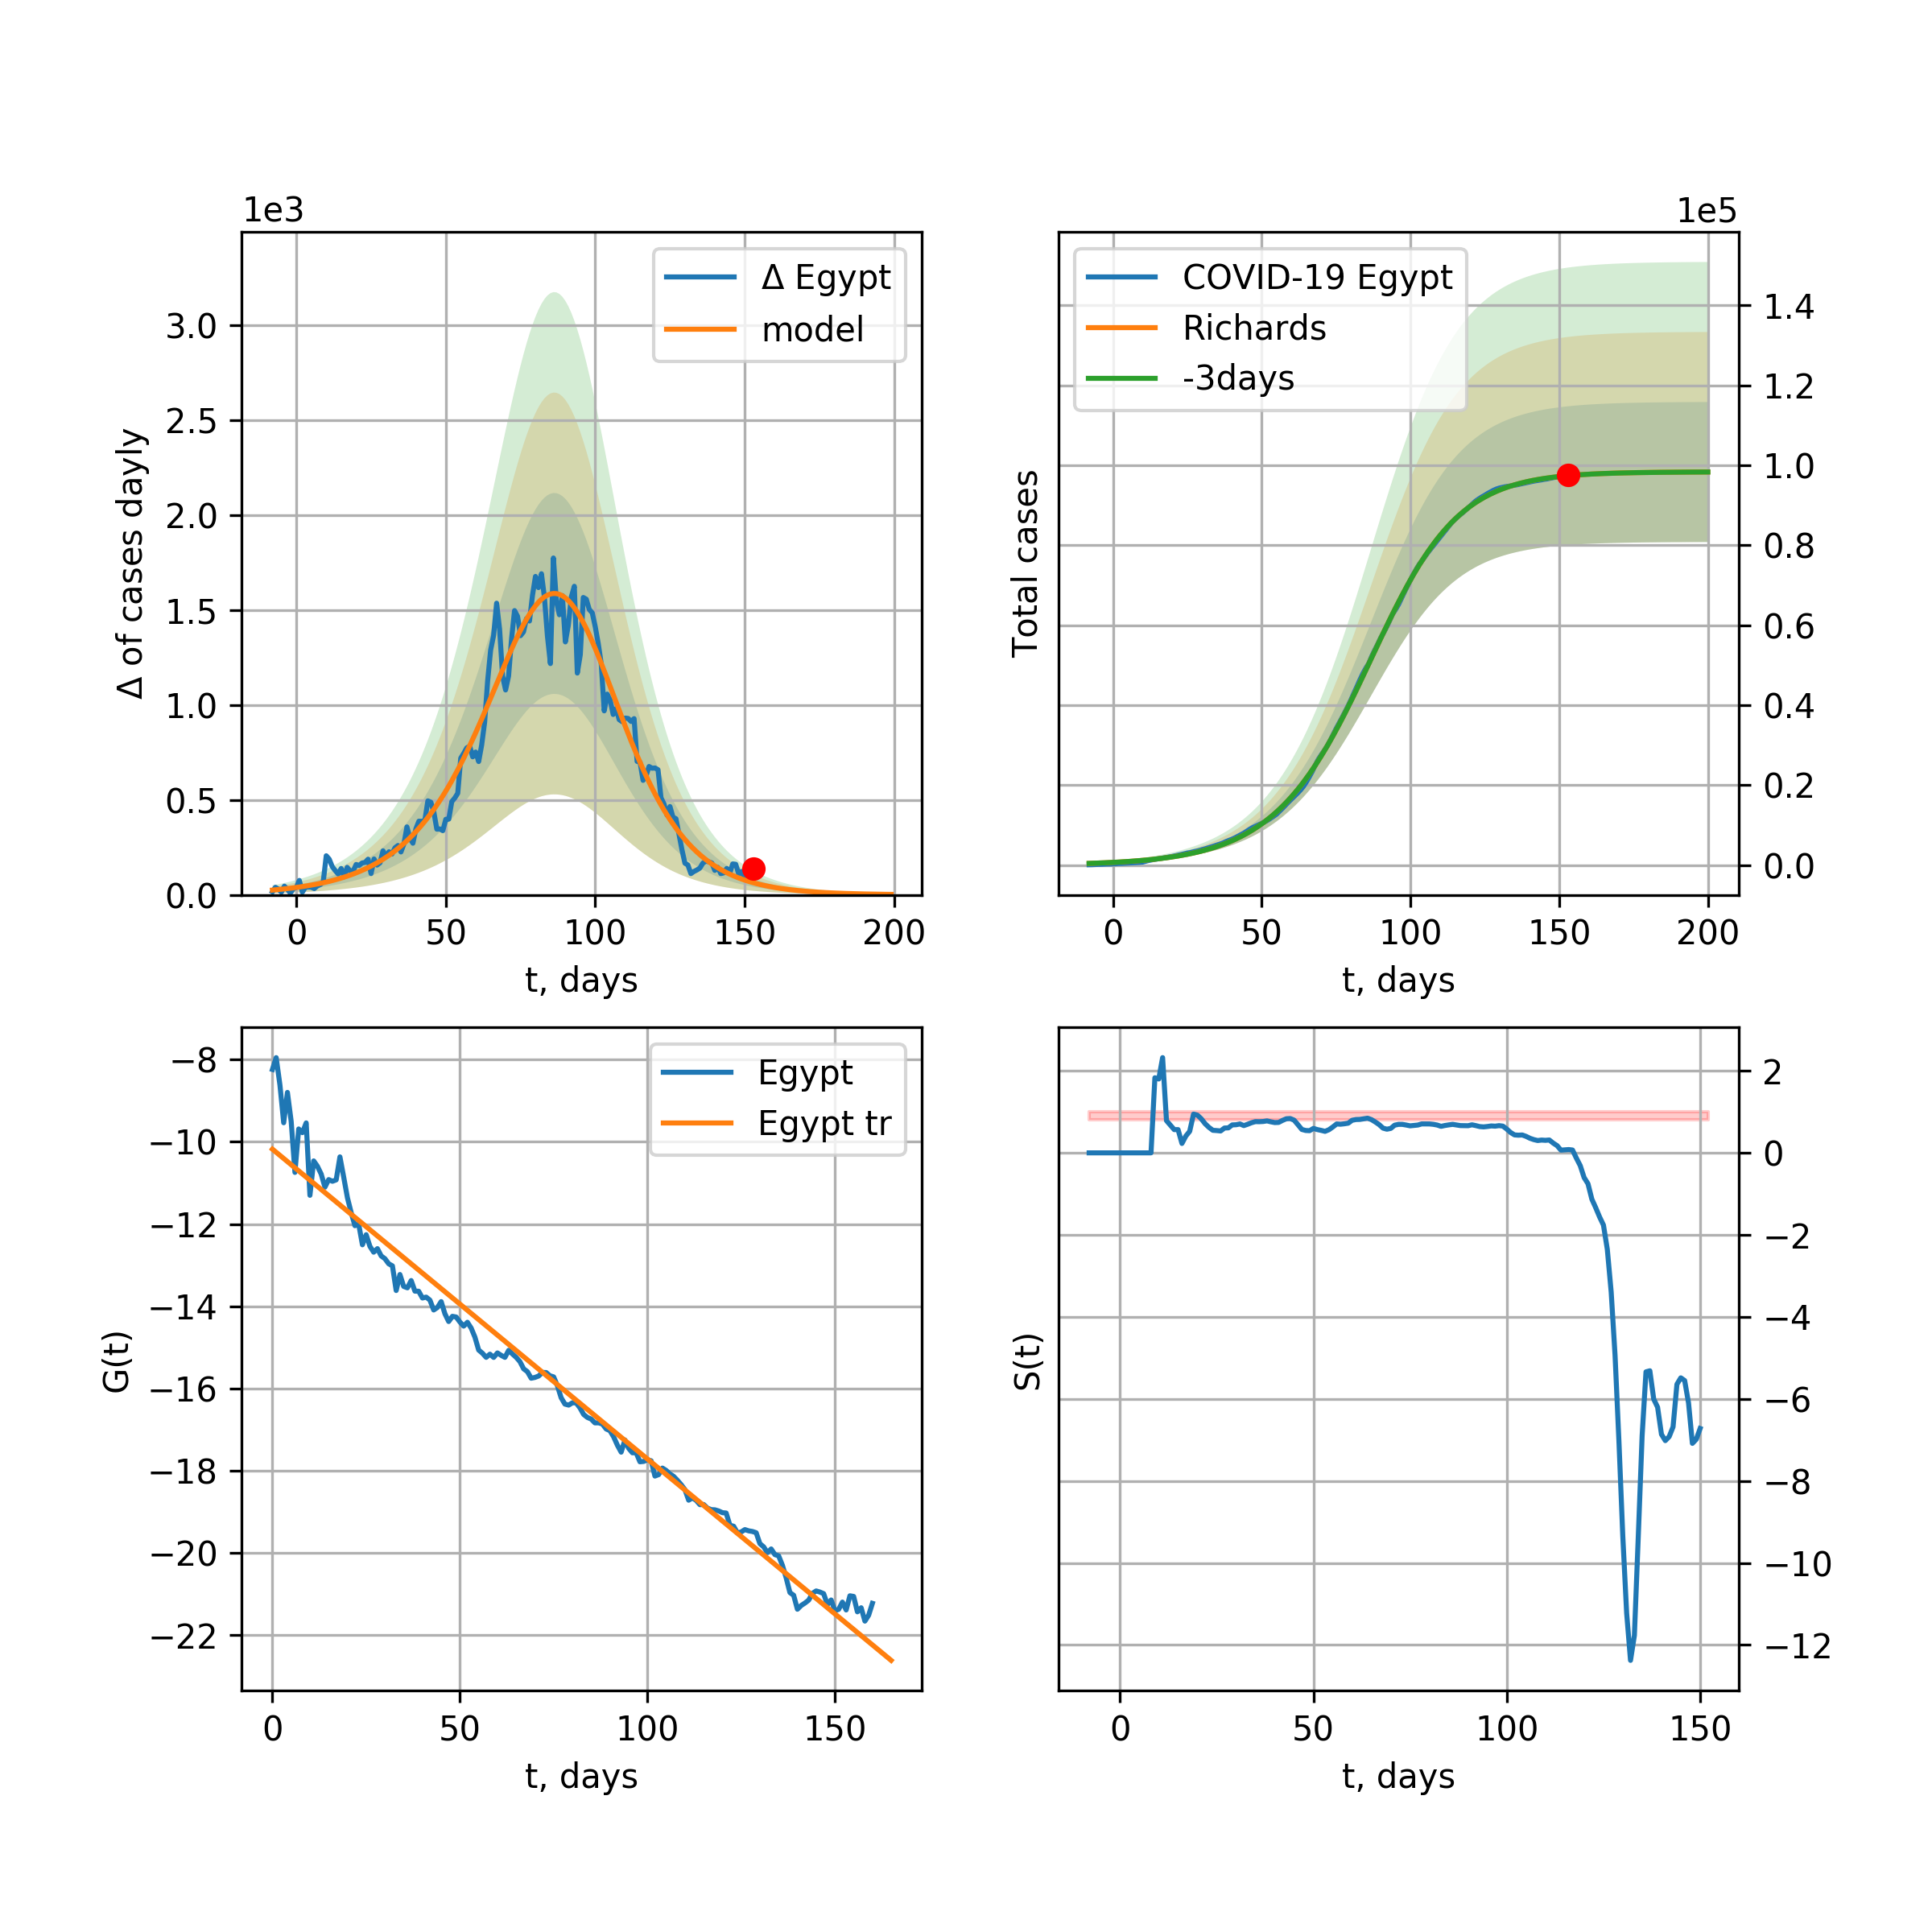 1e3
Δ of cases dayly
3.0
2.5
2.0
1.5
1.0
0.5
0.0
0 50 100 150 200
t, days
Δ Egypt
model
1e5
Total cases
COVID-19 Egypt
Richards
-3days
1.4
1.2
1.0
0.8
0.6
0.4
0.2
0.0
0 50 100 150 200
t, days
G(t)
−8
−10
−12
−14
−16
−18
−20
−22
0 50 100 150
t, days
Egypt
Egypt tr
S(t)
2
0
−2
−4
−6
−8
−10
−12
0 50 100 150
t, days